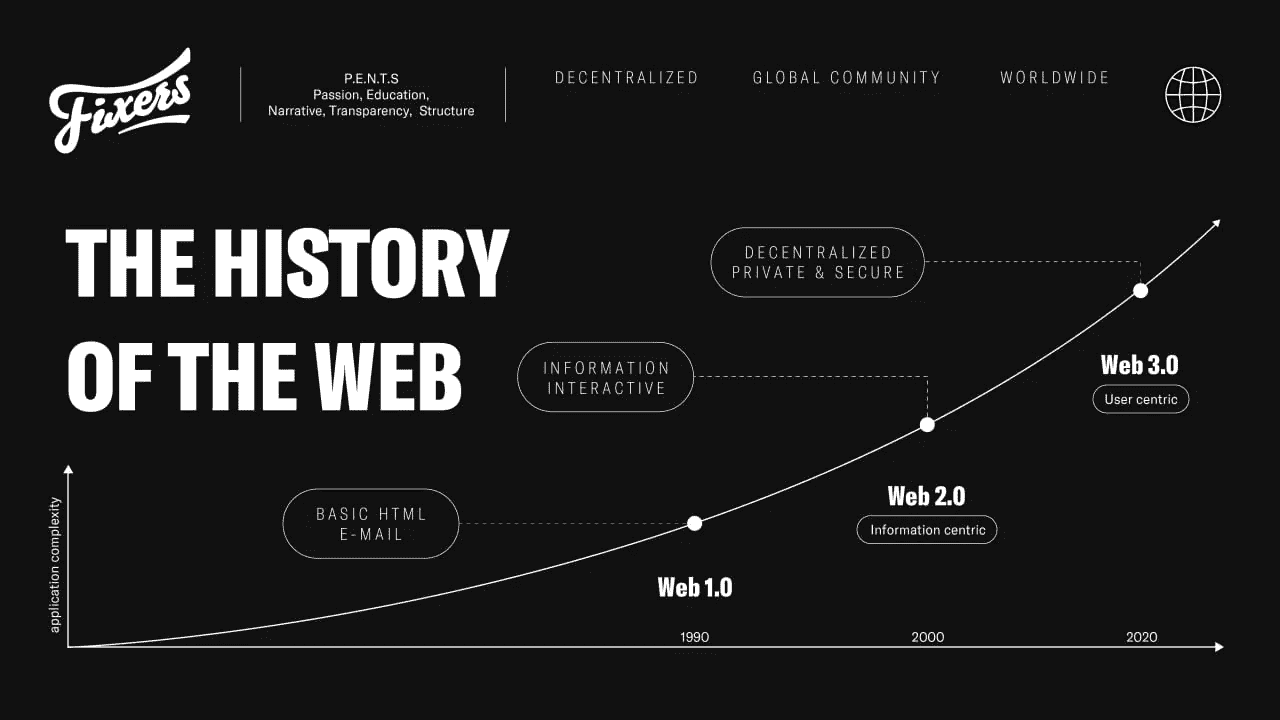 Fixers
P.E.N.T.S
Passion, Education,
Narrative, Transparency, Structure
DECENTRALIZED
GLOBAL COMMUNITY
WORLDWIDE
THE HISTORY
OF THE WEB
DECENTRALIZED
PRIVATE & SECURE
INFORMATION
INTERACTIVE
BASIC HTML
E-MAIL
Web 3.0
User centric
Web 2.0
Information centric
Web 1.0
application complexity
1990
2000
2020